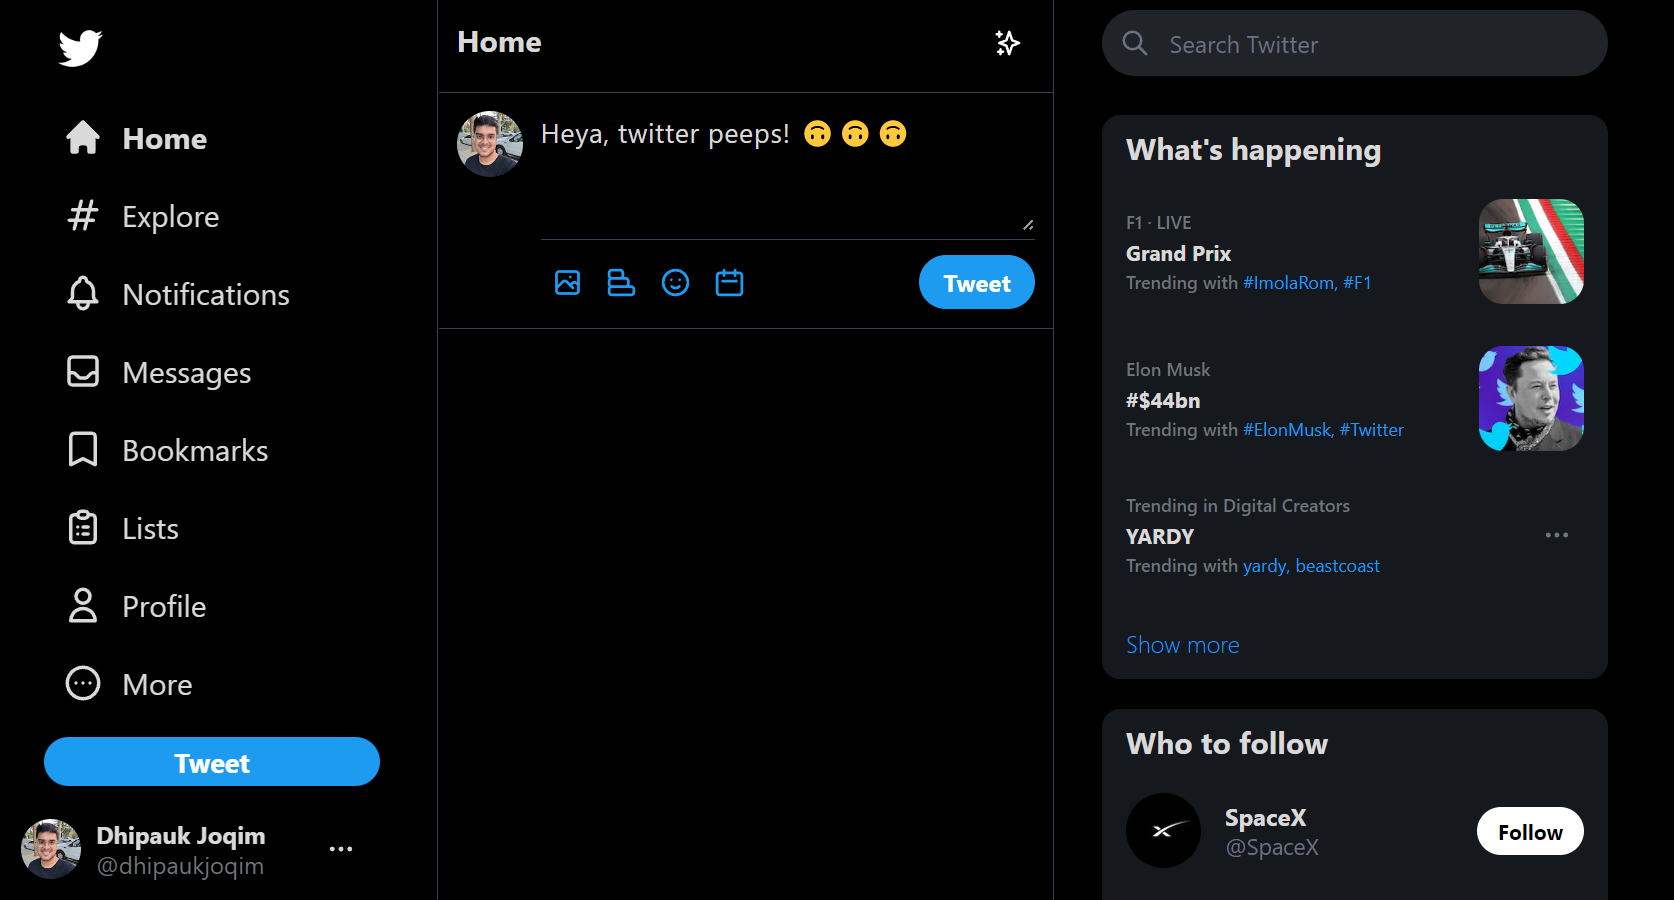 Home
Explore
Notifications
Messages
Bookmarks
Lists
Profile
More
Tweet
Dhipauk Joqim
@dhipaukjoqim
Home
Heya, twitter peeps! 🙃 🙃 🙃
Tweet
Search Twitter
What's happening
F1 · LIVE
Grand Prix
Trending with #ImolaRom, #F1
Elon Musk
#$44bn
Trending with #ElonMusk, #Twitter
Trending in Digital Creators
YARDY
Trending with yardy, beastcoast
Show more
Who to follow
SpaceX
@SpaceX
Follow